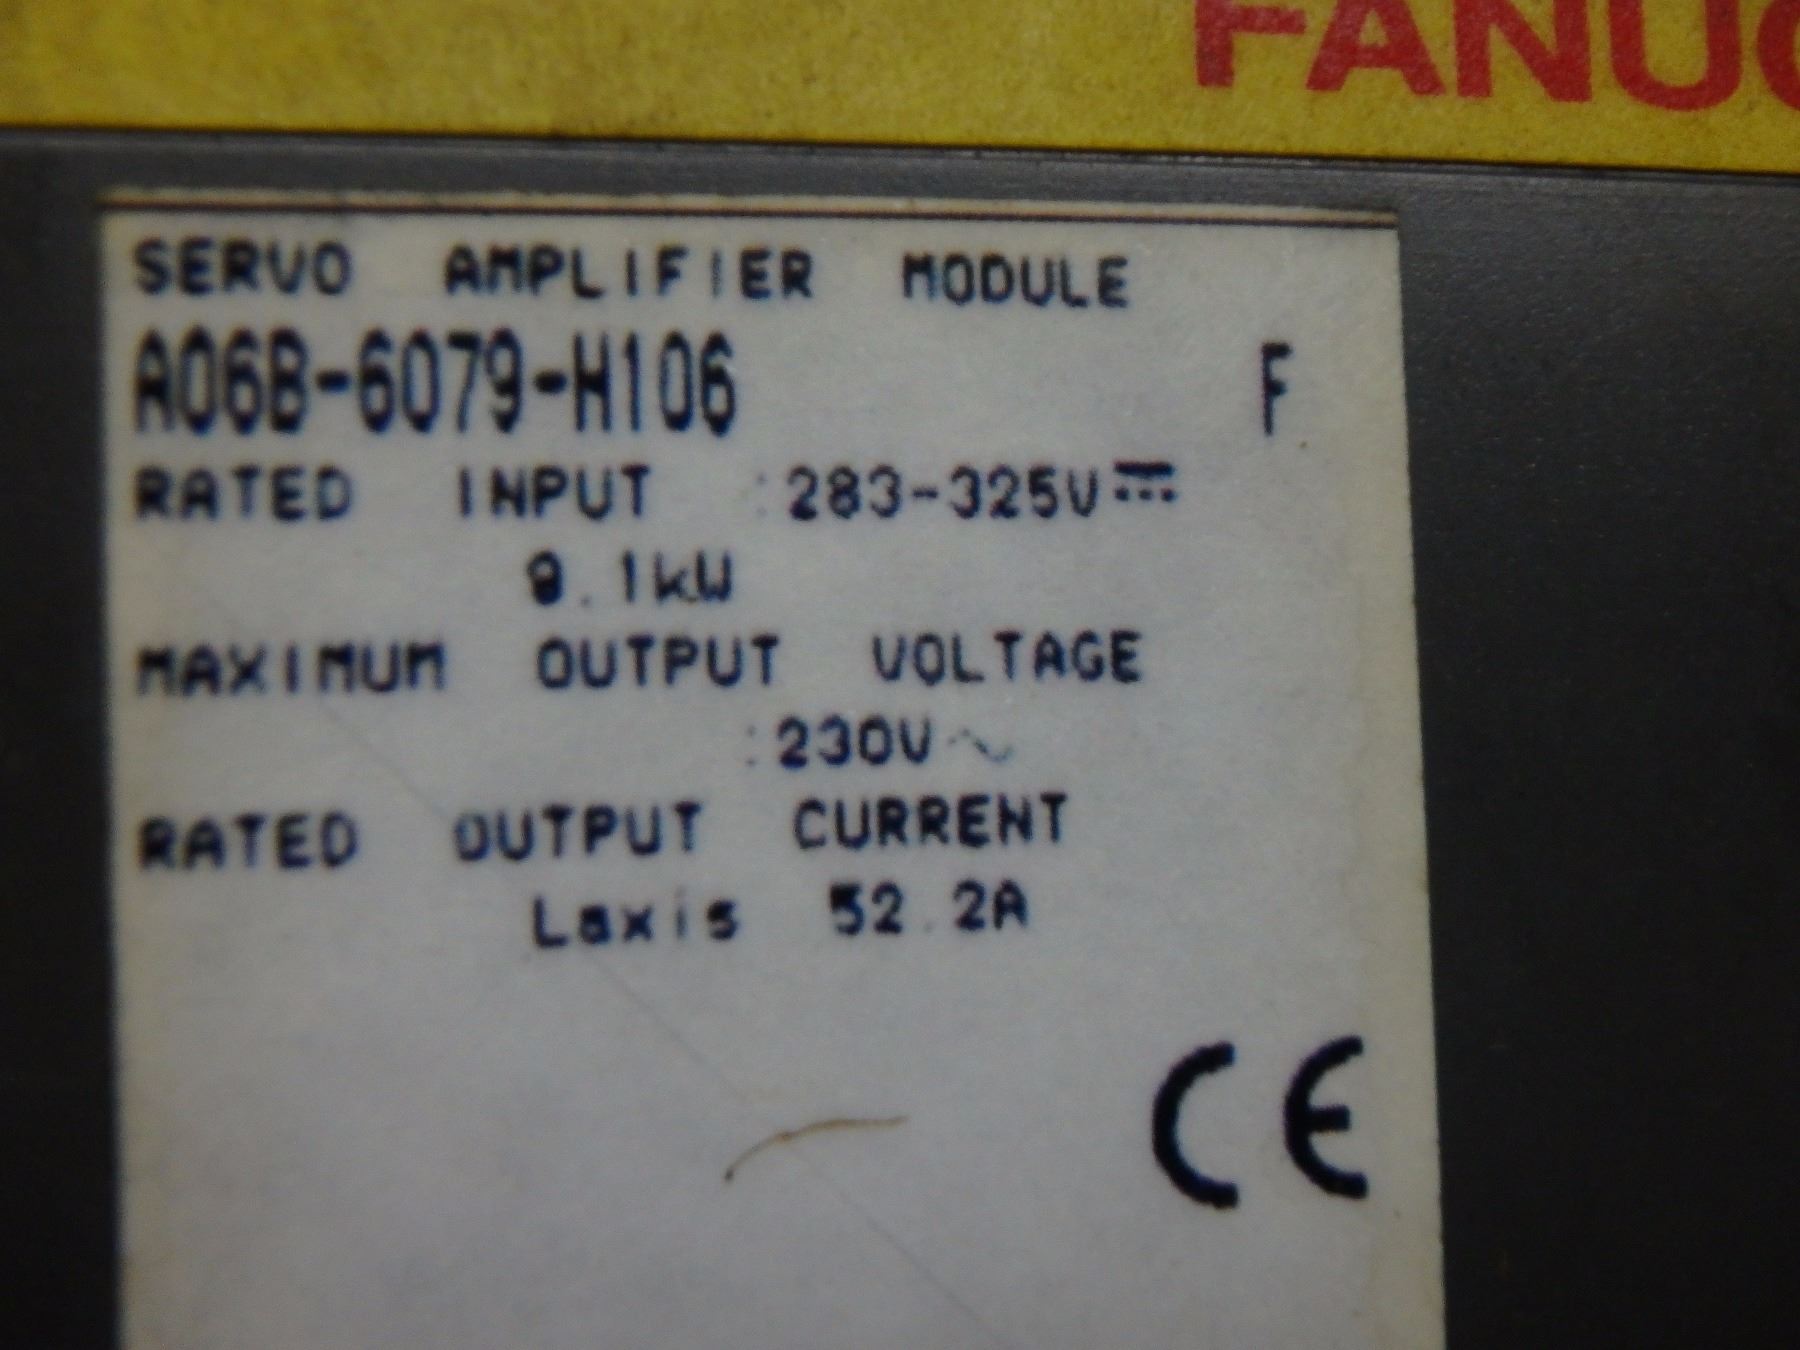 FANUC
SERVO AMPLIFIER MODULE
A06B-6079-H106 F
RATED INPUT :283-325V⎓
9.1kW
MAXIMUM OUTPUT VOLTAGE
:230V~
RATED OUTPUT CURRENT
Laxis 52.2A
CE